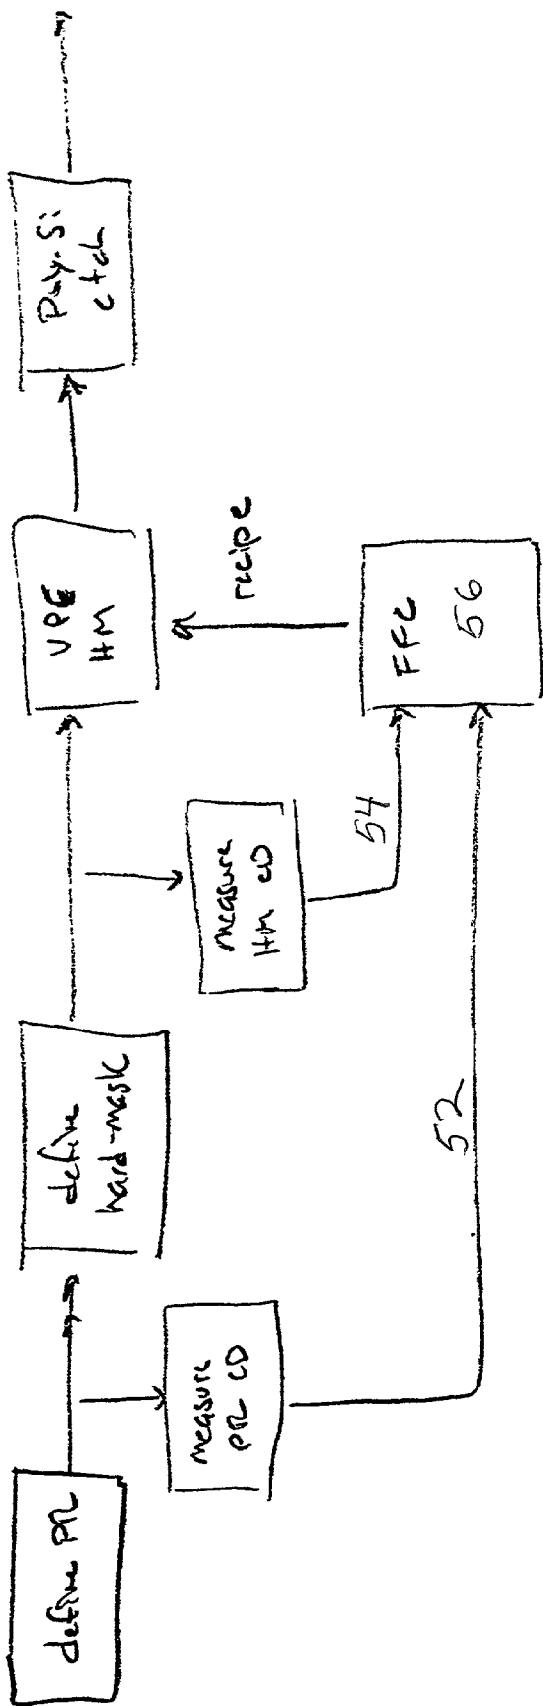 define PR
define
hard-mask
VPE
HM
Poly-Si
etch
measure
PR CD
measure
HM CD
recipe
FFC
56
54
52